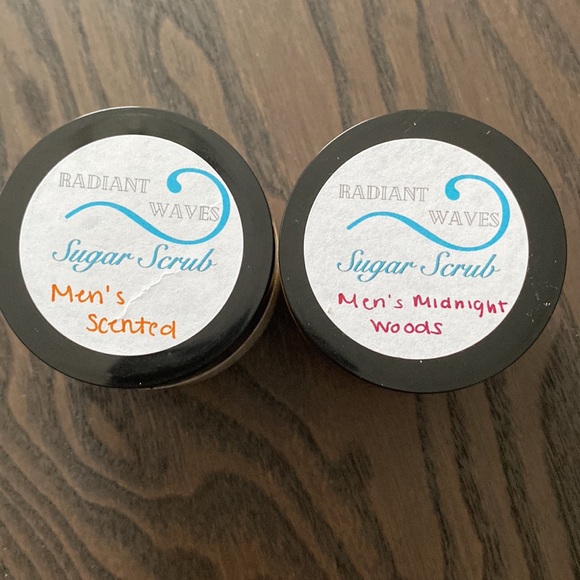 RADIANT
WAVES
Sugar Scrub
Men's
Scented
RADIANT
WAVES
Sugar Scrub
Men's Midnight
Woods